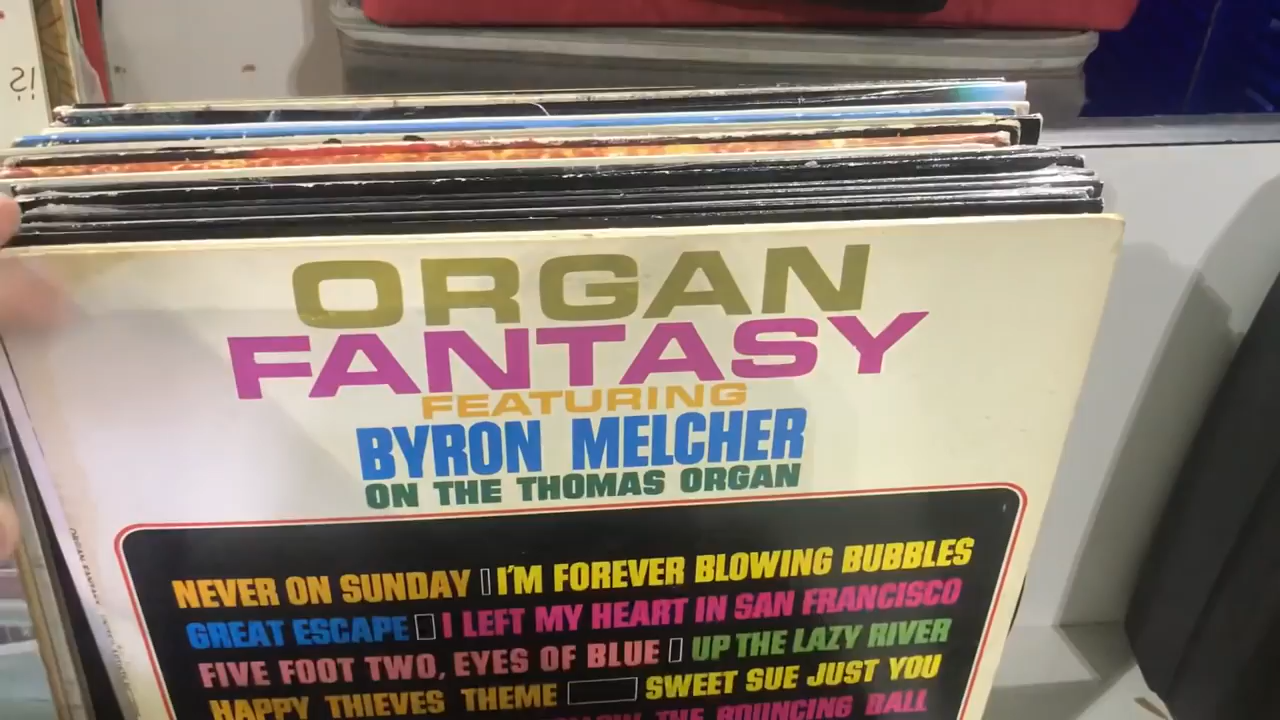 ORGAN
FANTASY
FEATURING
BYRON MELCHER
ON THE THOMAS ORGAN
NEVER ON SUNDAY I'M FOREVER BLOWING BUBBLES
GREAT ESCAPE I LEFT MY HEART IN SAN FRANCISCO
FIVE FOOT TWO, EYES OF BLUE UP THE LAZY RIVER
HAPPY THIEVES THEME SWEET SUE JUST YOU
THE BOUNCING BALL